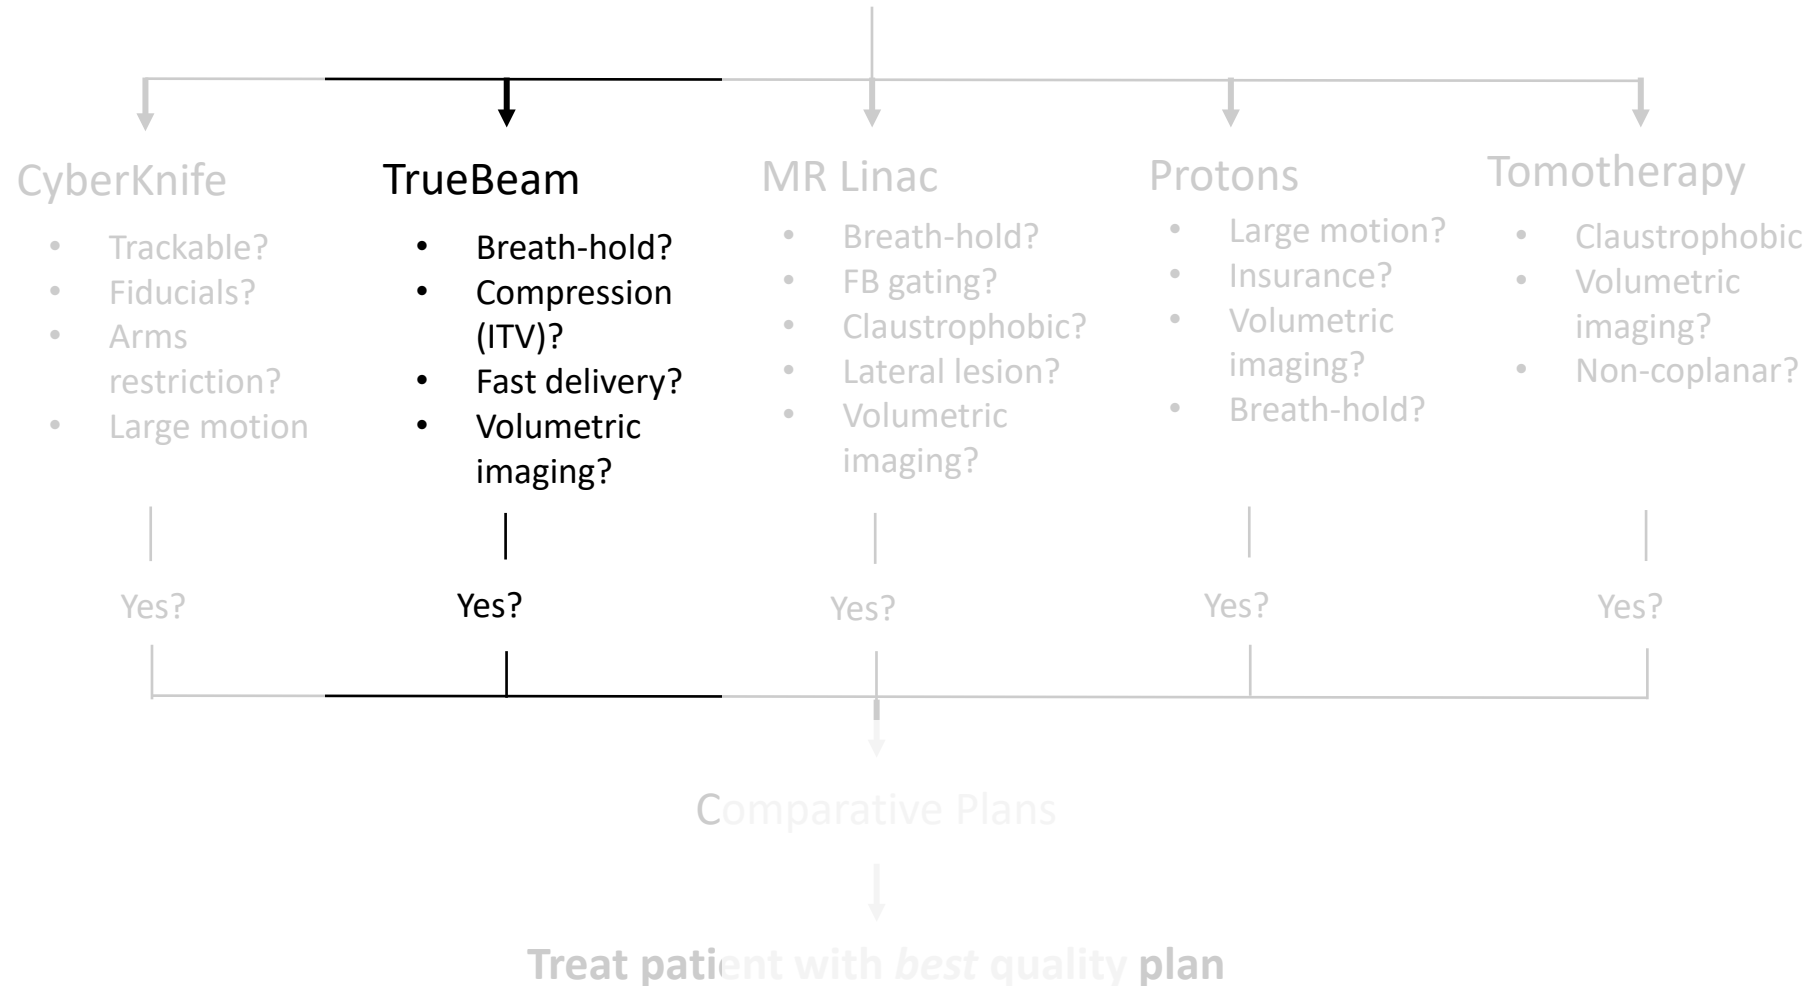 CyberKnife
• Trackable?
• Fiducials?
• Arms
restriction?
• Large motion
Yes?
TrueBeam
• Breath-hold?
• Compression
(ITV)?
• Fast delivery?
• Volumetric
imaging?
Yes?
MR Linac
• Breath-hold?
• FB gating?
• Claustrophobic?
• Lateral lesion?
• Volumetric
imaging?
Yes?
Protons
• Large motion?
• Insurance?
• Volumetric
imaging?
• Breath-hold?
Yes?
Tomotherapy
• Claustrophobic
• Volumetric
imaging?
• Non-coplanar?
Yes?
Comparative Plans
Treat patient with best quality plan